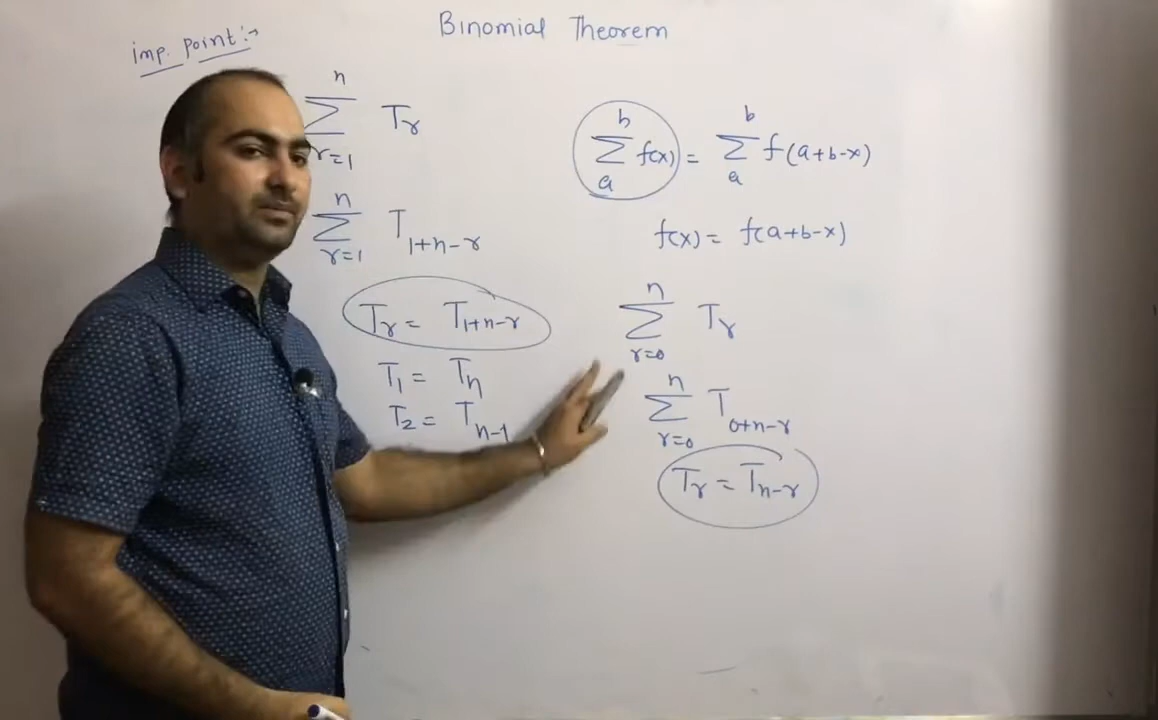 Binomial Theorem
imp. point:→
n
∑ Tr
r=1
n
∑ T1+n-r
r=1
Tr = T1+n-r
T1 = Tn
T2 = Tn-1
b b
∑ f(x) = ∑ f(a+b-x)
a a
f(x) = f(a+b-x)
n
∑ Tr
r=0
n
∑ T0+n-r
r=0
Tr = Tn-r